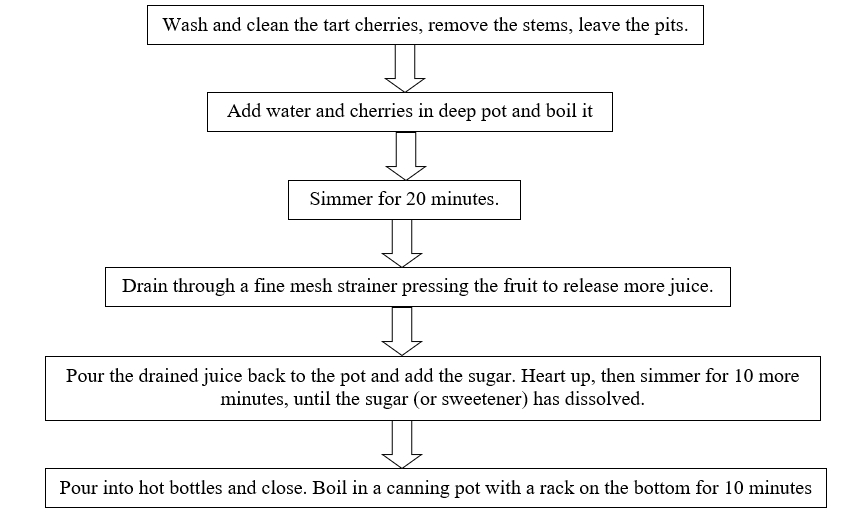 Wash and clean the tart cherries, remove the stems, leave the pits.
Add water and cherries in deep pot and boil it
Simmer for 20 minutes.
Drain through a fine mesh strainer pressing the fruit to release more juice.
Pour the drained juice back to the pot and add the sugar. Heart up, then simmer for 10 more
minutes, until the sugar (or sweetener) has dissolved.
Pour into hot bottles and close. Boil in a canning pot with a rack on the bottom for 10 minutes